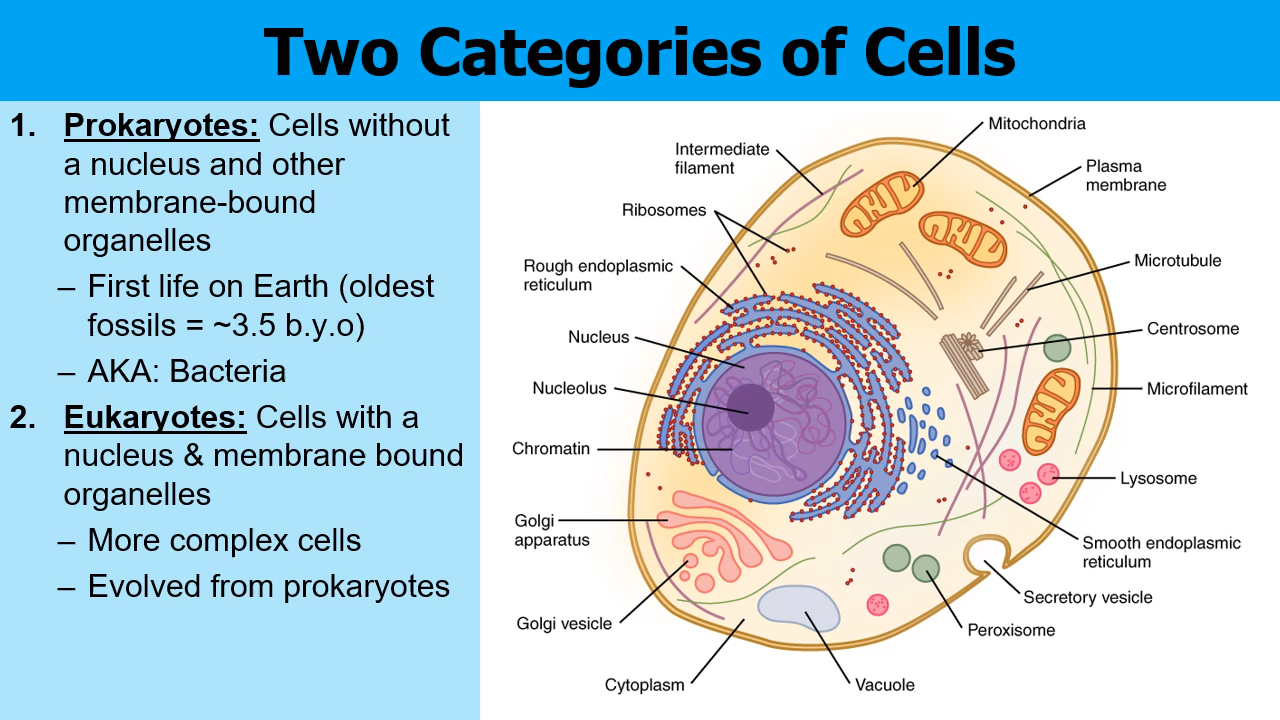 Two Categories of Cells
1. Prokaryotes: Cells without
a nucleus and other
membrane-bound
organelles
– First life on Earth (oldest
fossils = ~3.5 b.y.o)
– AKA: Bacteria
2. Eukaryotes: Cells with a
nucleus & membrane bound
organelles
– More complex cells
– Evolved from prokaryotes
Mitochondria
Intermediate
filament
Plasma
membrane
Ribosomes
Rough endoplasmic
reticulum
Microtubule
Nucleus
Centrosome
Nucleolus
Microfilament
Chromatin
Lysosome
Golgi
apparatus
Smooth endoplasmic
reticulum
Secretory vesicle
Golgi vesicle
Peroxisome
Cytoplasm
Vacuole